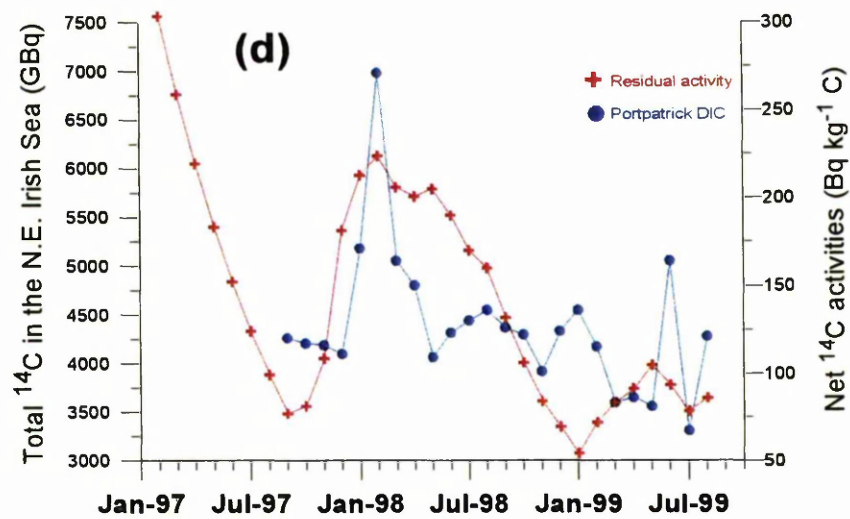 (d)
Total ¹⁴C in the N.E. Irish Sea (GBq)
7500
7000
6500
6000
5500
5000
4500
4000
3500
3000
Residual activity
Portpatrick DIC
300
250
200
150
100
50
Net ¹⁴C activities (Bq kg⁻¹ C)
Jan-97 Jul-97 Jan-98 Jul-98 Jan-99 Jul-99